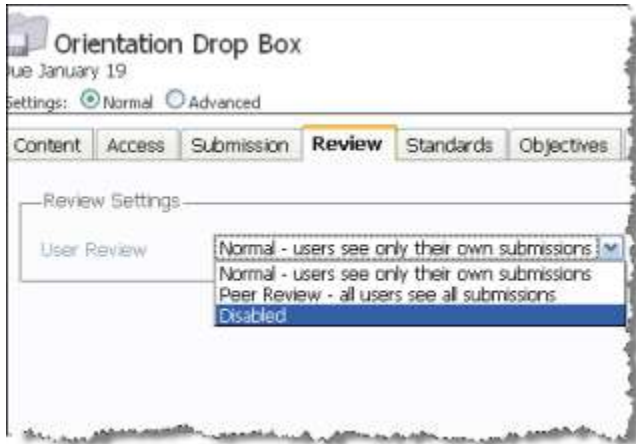 Orientation Drop Box
Due January 19
Settings: Normal Advanced
Content Access Submission Review Standards Objectives
Review Settings
User Review Normal - users see only their own submissions
Normal - users see only their own submissions
Peer Review - all users see all submissions
Disabled